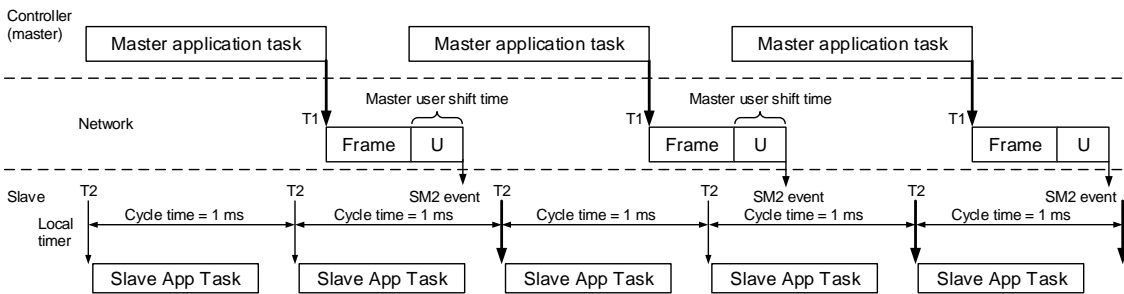 Controller
(master)
Master application task
Master application task
Master application task
Network
Master user shift time
Master user shift time
T1
T1
T1
Frame
U
Frame
U
Frame
U
SM2 event
SM2 event
SM2 event
Slave
T2
T2
T2
T2
T2
Local
timer
Cycle time = 1 ms
Cycle time = 1 ms
Cycle time = 1 ms
Cycle time = 1 ms
Cycle time = 1 ms
Slave App Task
Slave App Task
Slave App Task
Slave App Task
Slave App Task